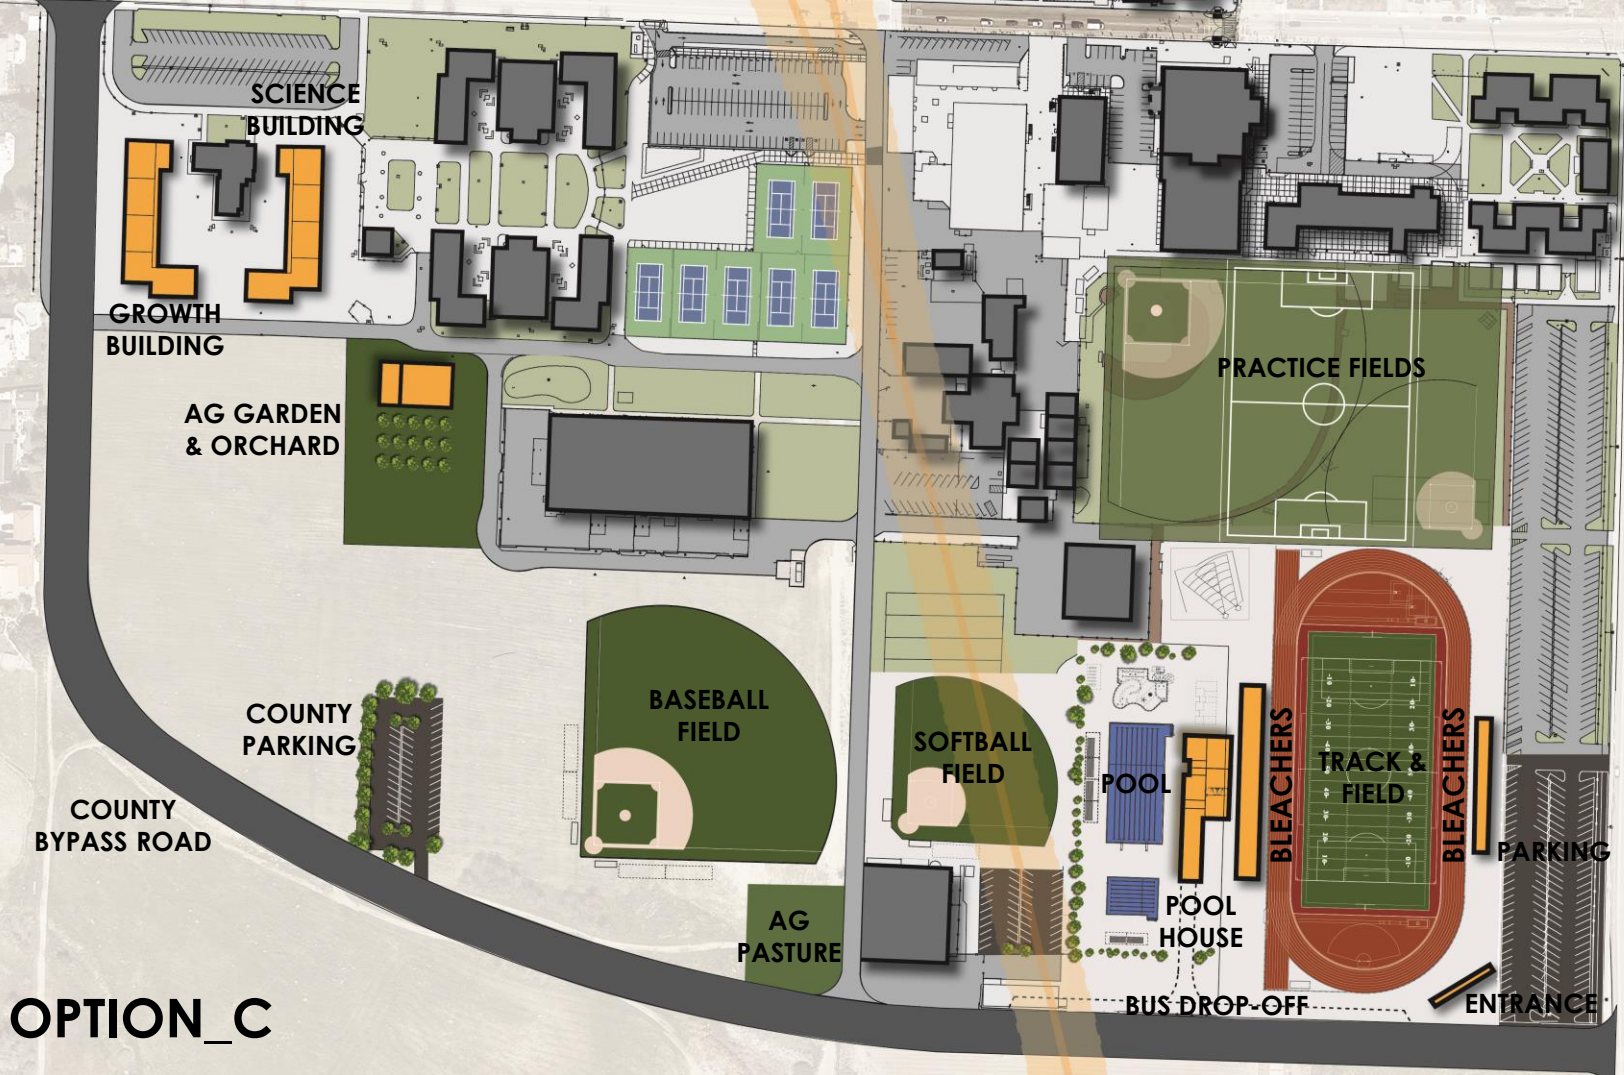 SCIENCE
BUILDING
GROWTH
BUILDING
AG GARDEN
& ORCHARD
PRACTICE FIELDS
COUNTY
PARKING
BASEBALL
FIELD
SOFTBALL
FIELD
POOL
BLEACHERS
TRACK &
FIELD
BLEACHERS
PARKING
COUNTY
BYPASS ROAD
AG
PASTURE
POOL
HOUSE
BUS DROP-OFF
ENTRANCE
OPTION_C